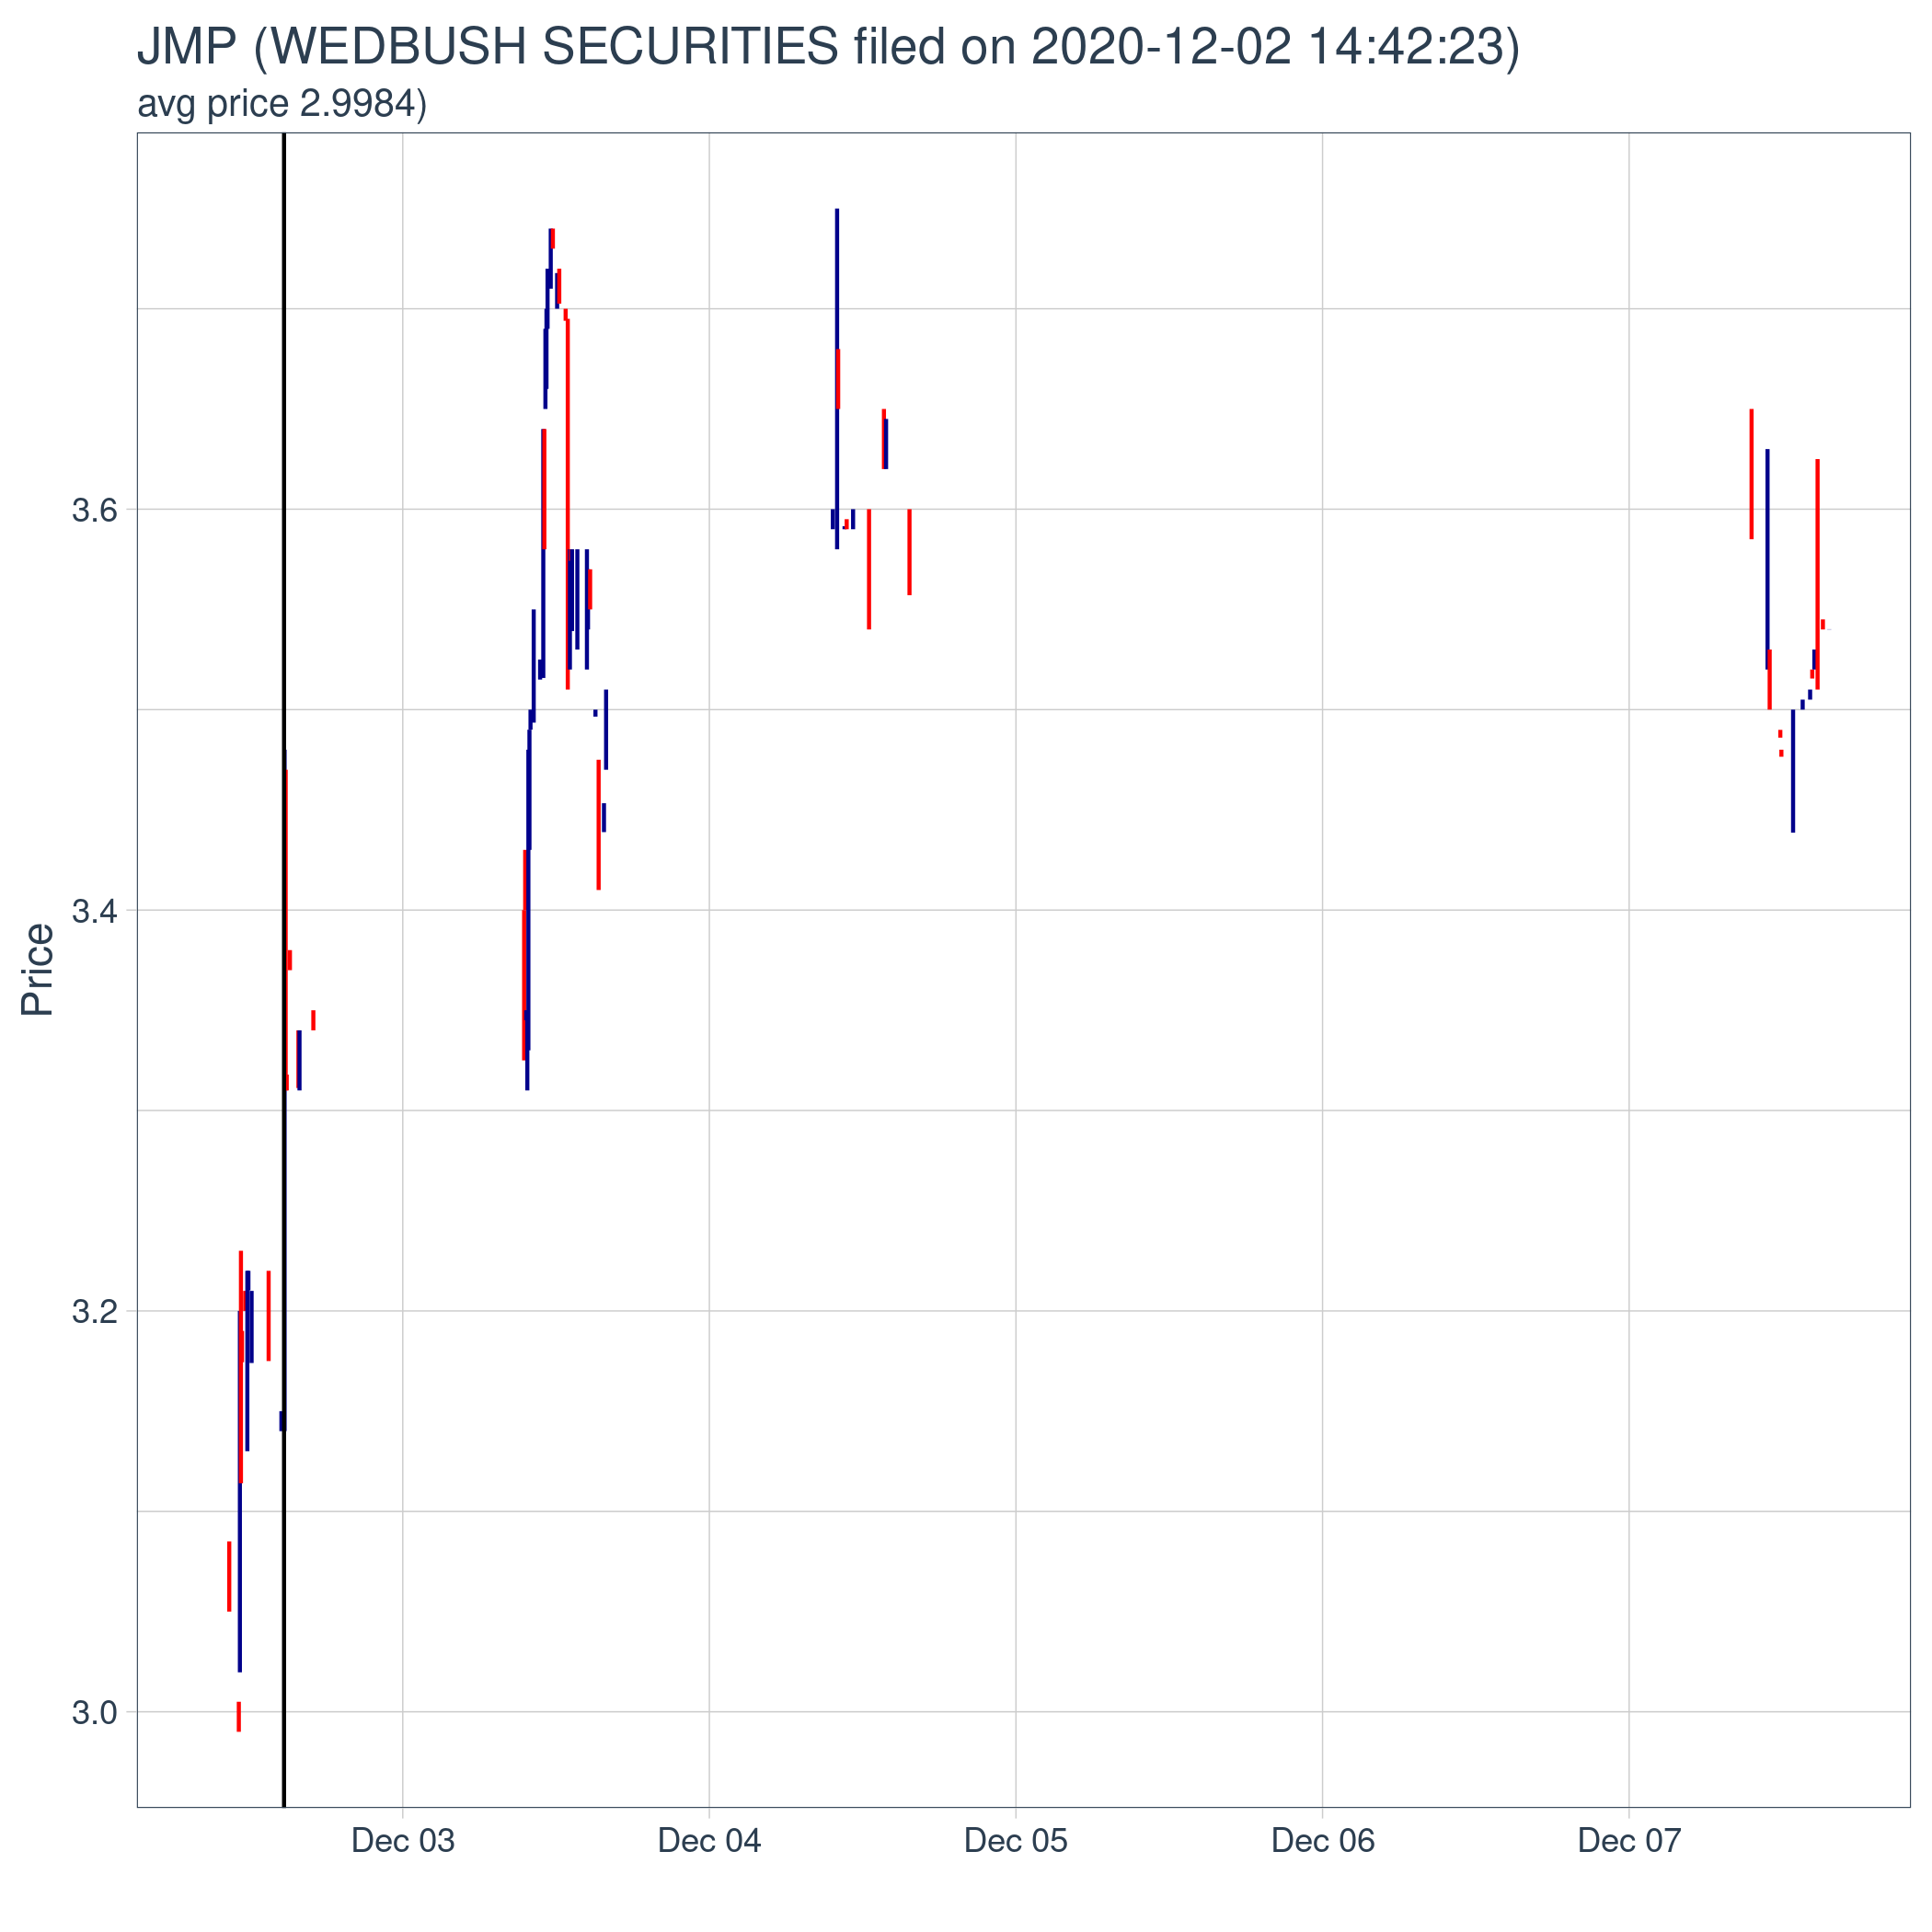 JMP (WEDBUSH SECURITIES filed on 2020-12-02 14:42:23)
avg price 2.9984)
Price
3.6
3.4
3.2
3.0
Dec 03 Dec 04 Dec 05 Dec 06 Dec 07